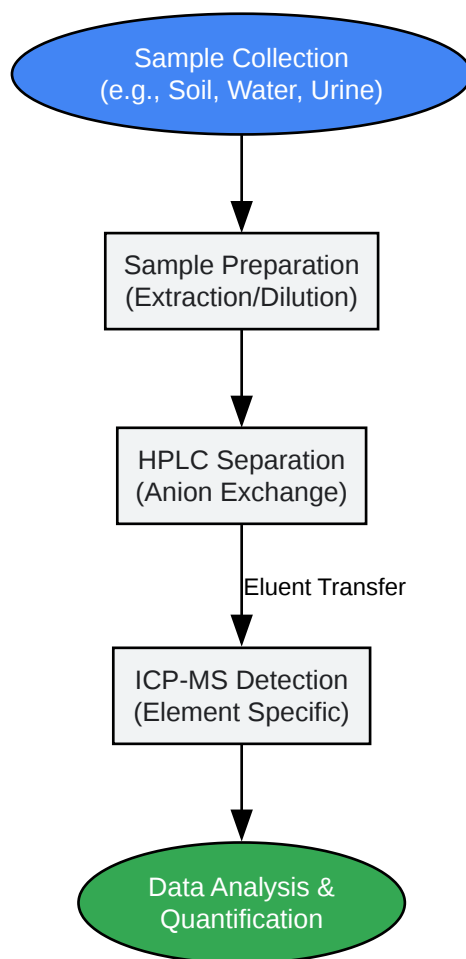 Sample Collection
(e.g., Soil, Water, Urine)
Sample Preparation
(Extraction/Dilution)
HPLC Separation
(Anion Exchange)
Eluent Transfer
ICP-MS Detection
(Element Specific)
Data Analysis &
Quantification